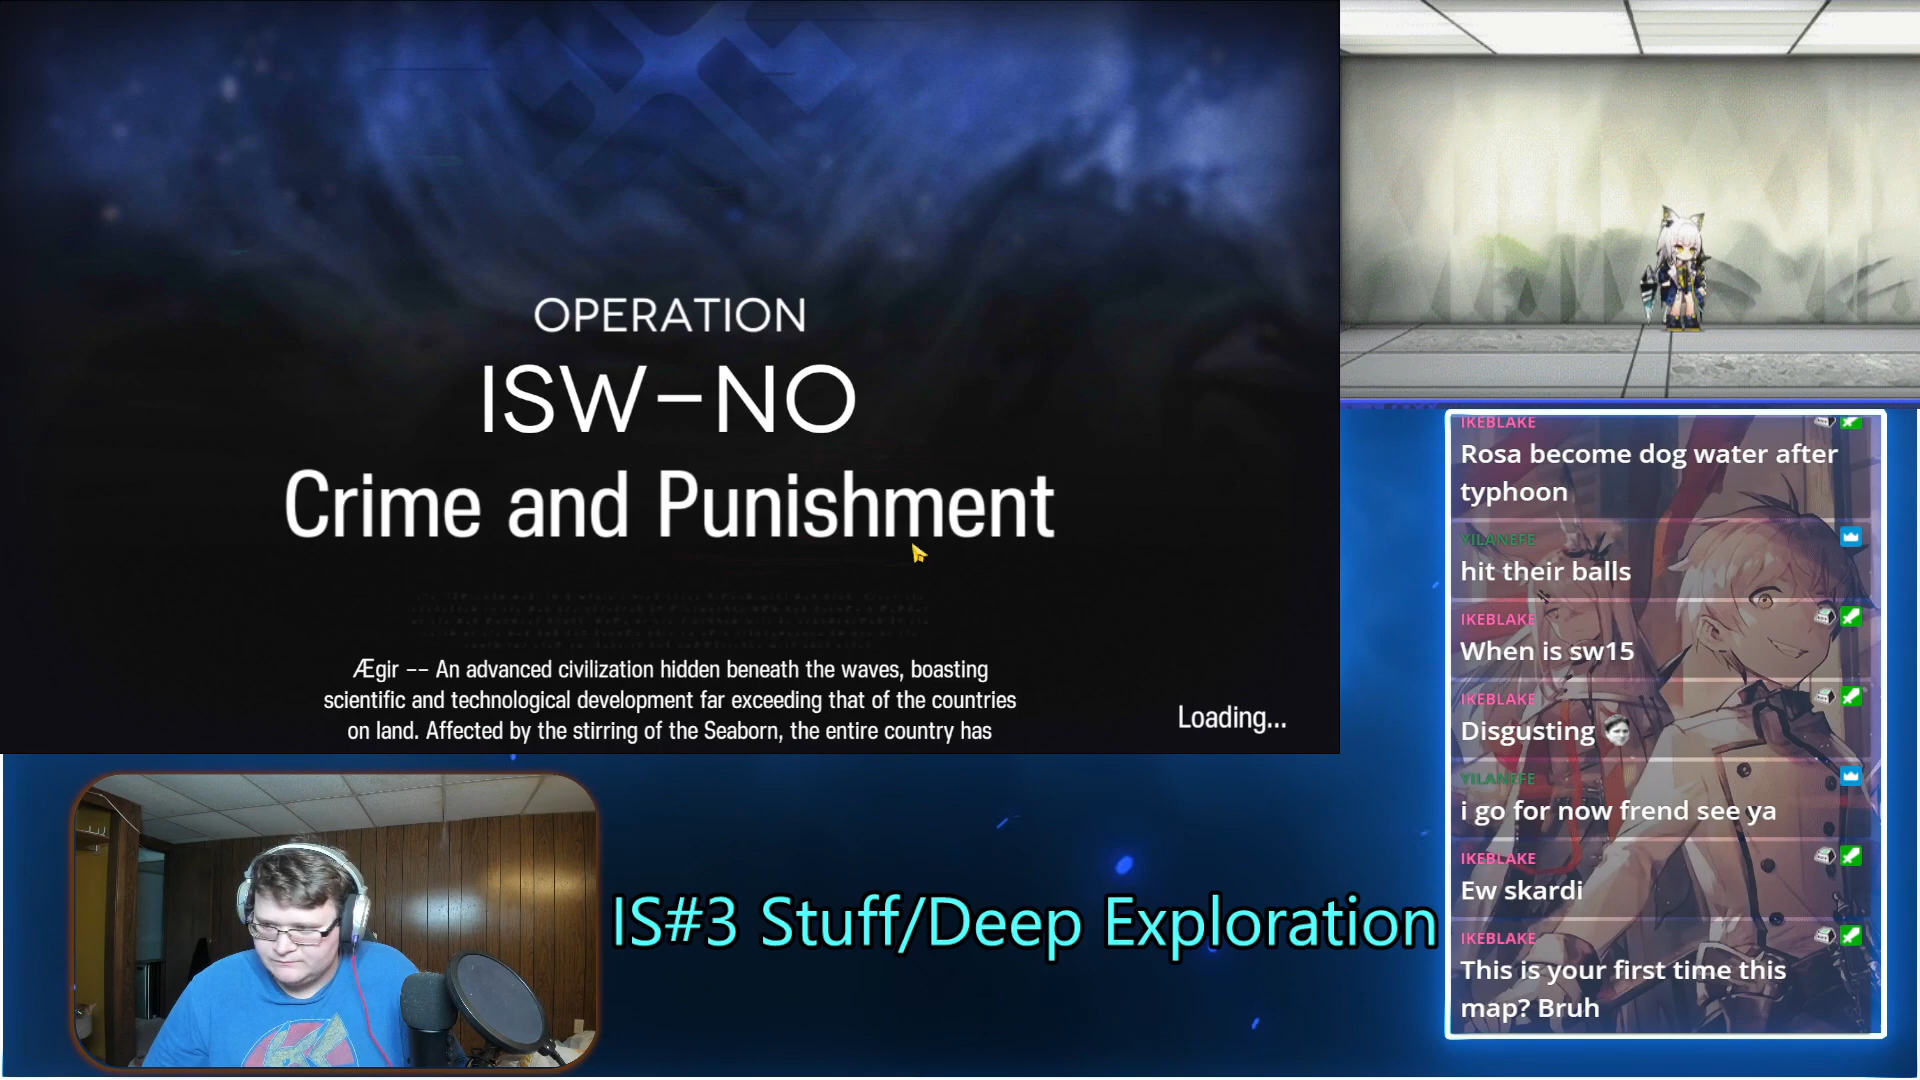 OPERATION
ISW-NO
Crime and Punishment
Ægir -- An advanced civilization hidden beneath the waves, boasting
scientific and technological development far exceeding that of the countries
on land. Affected by the stirring of the Seaborn, the entire country has
Loading...
IS#3 Stuff/Deep Exploration
IKEBLAKE
Rosa become dog water after
typhoon
YILANEFE
hit their balls
IKEBLAKE
When is sw15
IKEBLAKE
Disgusting
YILANEFE
i go for now frend see ya
IKEBLAKE
Ew skardi
IKEBLAKE
This is your first time this
map? Bruh